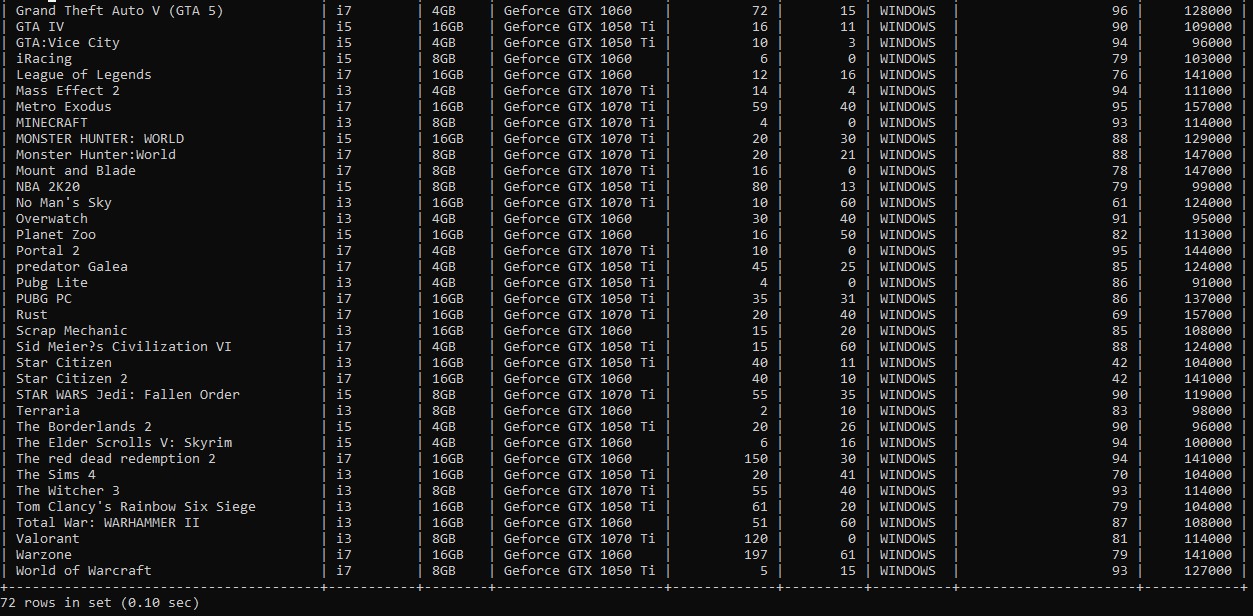 | Grand Theft Auto V (GTA 5) | i7 | 4GB | Geforce GTX 1060 | 72 | 15 | WINDOWS | 96 | 128000 |
| GTA IV | i5 | 16GB | Geforce GTX 1050 Ti | 16 | 11 | WINDOWS | 90 | 109000 |
| GTA:Vice City | i5 | 4GB | Geforce GTX 1050 Ti | 10 | 3 | WINDOWS | 94 | 96000 |
| iRacing | i5 | 8GB | Geforce GTX 1060 | 6 | 0 | WINDOWS | 79 | 103000 |
| League of Legends | i7 | 16GB | Geforce GTX 1060 | 12 | 16 | WINDOWS | 76 | 141000 |
| Mass Effect 2 | i3 | 4GB | Geforce GTX 1070 Ti | 14 | 4 | WINDOWS | 94 | 111000 |
| Metro Exodus | i7 | 16GB | Geforce GTX 1070 Ti | 59 | 40 | WINDOWS | 95 | 157000 |
| MINECRAFT | i3 | 8GB | Geforce GTX 1070 Ti | 4 | 0 | WINDOWS | 93 | 114000 |
| MONSTER HUNTER: WORLD | i5 | 16GB | Geforce GTX 1070 Ti | 20 | 30 | WINDOWS | 88 | 129000 |
| Monster Hunter:World | i7 | 8GB | Geforce GTX 1070 Ti | 20 | 21 | WINDOWS | 88 | 147000 |
| Mount and Blade | i7 | 8GB | Geforce GTX 1070 Ti | 16 | 0 | WINDOWS | 78 | 147000 |
| NBA 2K20 | i5 | 8GB | Geforce GTX 1050 Ti | 80 | 13 | WINDOWS | 79 | 99000 |
| No Man's Sky | i3 | 16GB | Geforce GTX 1070 Ti | 10 | 60 | WINDOWS | 61 | 124000 |
| Overwatch | i3 | 4GB | Geforce GTX 1060 | 30 | 40 | WINDOWS | 91 | 95000 |
| Planet Zoo | i5 | 16GB | Geforce GTX 1060 | 16 | 50 | WINDOWS | 82 | 113000 |
| Portal 2 | i7 | 4GB | Geforce GTX 1070 Ti | 10 | 0 | WINDOWS | 95 | 144000 |
| predator Galea | i7 | 4GB | Geforce GTX 1050 Ti | 45 | 25 | WINDOWS | 85 | 124000 |
| Pubg Lite | i3 | 4GB | Geforce GTX 1050 Ti | 4 | 0 | WINDOWS | 86 | 91000 |
| PUBG PC | i7 | 16GB | Geforce GTX 1050 Ti | 35 | 31 | WINDOWS | 86 | 137000 |
| Rust | i7 | 16GB | Geforce GTX 1070 Ti | 20 | 40 | WINDOWS | 69 | 157000 |
| Scrap Mechanic | i3 | 16GB | Geforce GTX 1060 | 15 | 20 | WINDOWS | 85 | 108000 |
| Sid Meier?s Civilization VI | i7 | 4GB | Geforce GTX 1050 Ti | 15 | 60 | WINDOWS | 88 | 124000 |
| Star Citizen | i3 | 16GB | Geforce GTX 1050 Ti | 40 | 11 | WINDOWS | 42 | 104000 |
| Star Citizen 2 | i7 | 16GB | Geforce GTX 1060 | 40 | 10 | WINDOWS | 42 | 141000 |
| STAR WARS Jedi: Fallen Order | i5 | 8GB | Geforce GTX 1070 Ti | 55 | 35 | WINDOWS | 90 | 119000 |
| Terraria | i3 | 8GB | Geforce GTX 1060 | 2 | 10 | WINDOWS | 83 | 98000 |
| The Borderlands 2 | i5 | 4GB | Geforce GTX 1050 Ti | 20 | 26 | WINDOWS | 90 | 96000 |
| The Elder Scrolls V: Skyrim | i5 | 4GB | Geforce GTX 1060 | 6 | 16 | WINDOWS | 94 | 100000 |
| The red dead redemption 2 | i7 | 16GB | Geforce GTX 1060 | 150 | 30 | WINDOWS | 94 | 141000 |
| The Sims 4 | i3 | 16GB | Geforce GTX 1050 Ti | 20 | 41 | WINDOWS | 70 | 104000 |
| The Witcher 3 | i3 | 8GB | Geforce GTX 1070 Ti | 55 | 40 | WINDOWS | 93 | 114000 |
| Tom Clancy's Rainbow Six Siege | i3 | 16GB | Geforce GTX 1050 Ti | 61 | 20 | WINDOWS | 79 | 104000 |
| Total War: WARHAMMER II | i3 | 16GB | Geforce GTX 1060 | 51 | 60 | WINDOWS | 87 | 108000 |
| Valorant | i3 | 8GB | Geforce GTX 1070 Ti | 120 | 0 | WINDOWS | 81 | 114000 |
| Warzone | i7 | 16GB | Geforce GTX 1060 | 197 | 61 | WINDOWS | 79 | 141000 |
| World of Warcraft | i7 | 8GB | Geforce GTX 1050 Ti | 5 | 15 | WINDOWS | 93 | 127000 |
72 rows in set (0.10 sec)